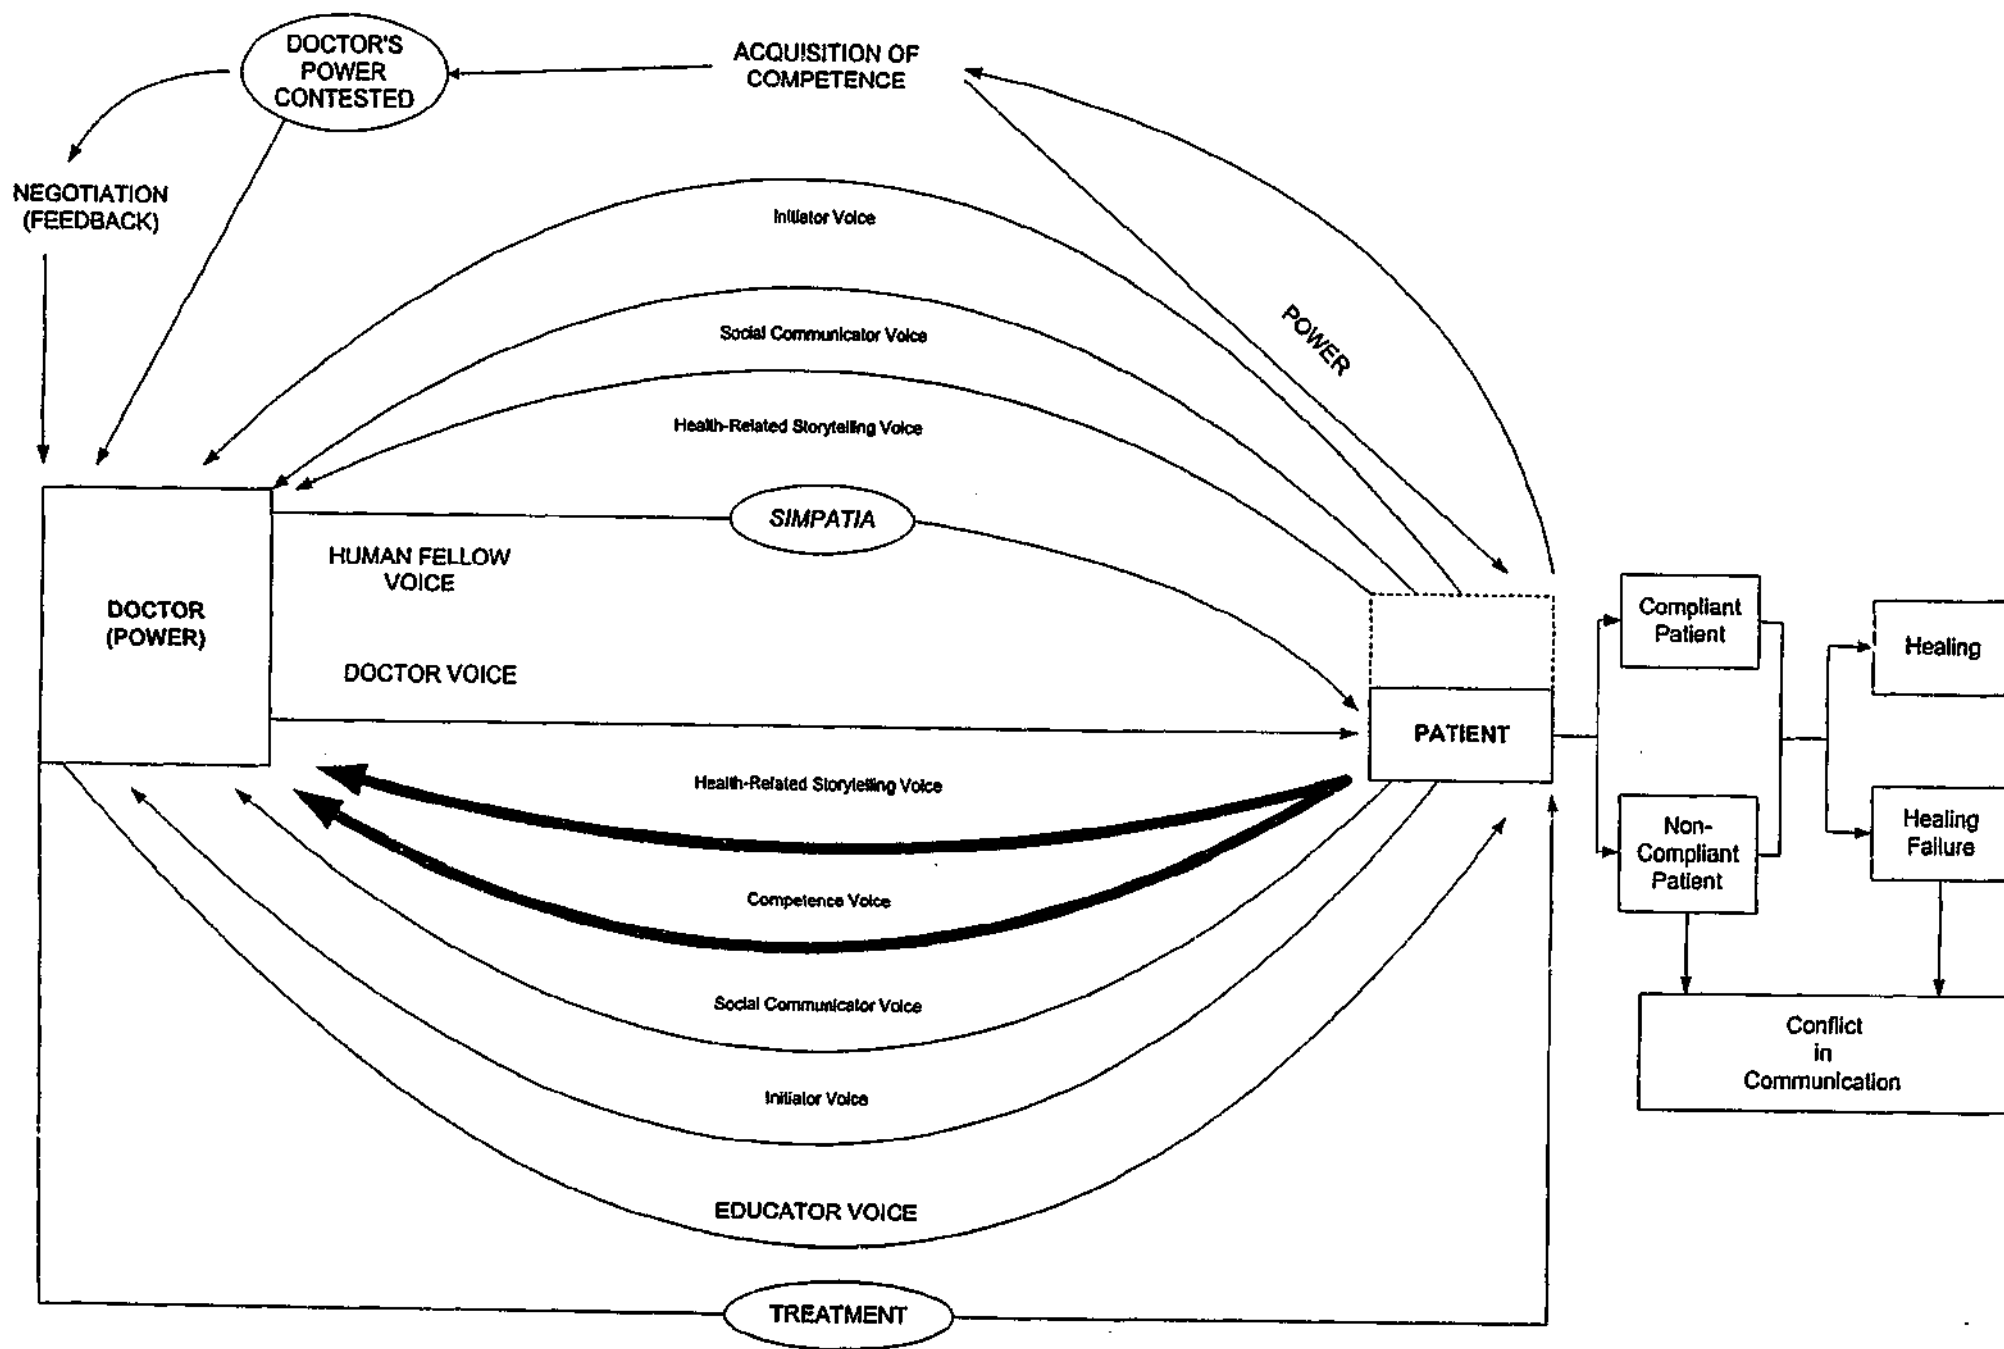 DOCTOR'S
POWER
CONTESTED
ACQUISITION OF
COMPETENCE
NEGOTIATION
(FEEDBACK)
Initiator Voice
POWER
Social Communicator Voice
Health-Related Storytelling Voice
SIMPATIA
HUMAN FELLOW
VOICE
DOCTOR
(POWER)
DOCTOR VOICE
PATIENT
Compliant
Patient
Healing
Health-Related Storytelling Voice
Non-
Compliant
Patient
Healing
Failure
Competence Voice
Social Communicator Voice
Conflict
in
Communication
Initiator Voice
EDUCATOR VOICE
TREATMENT